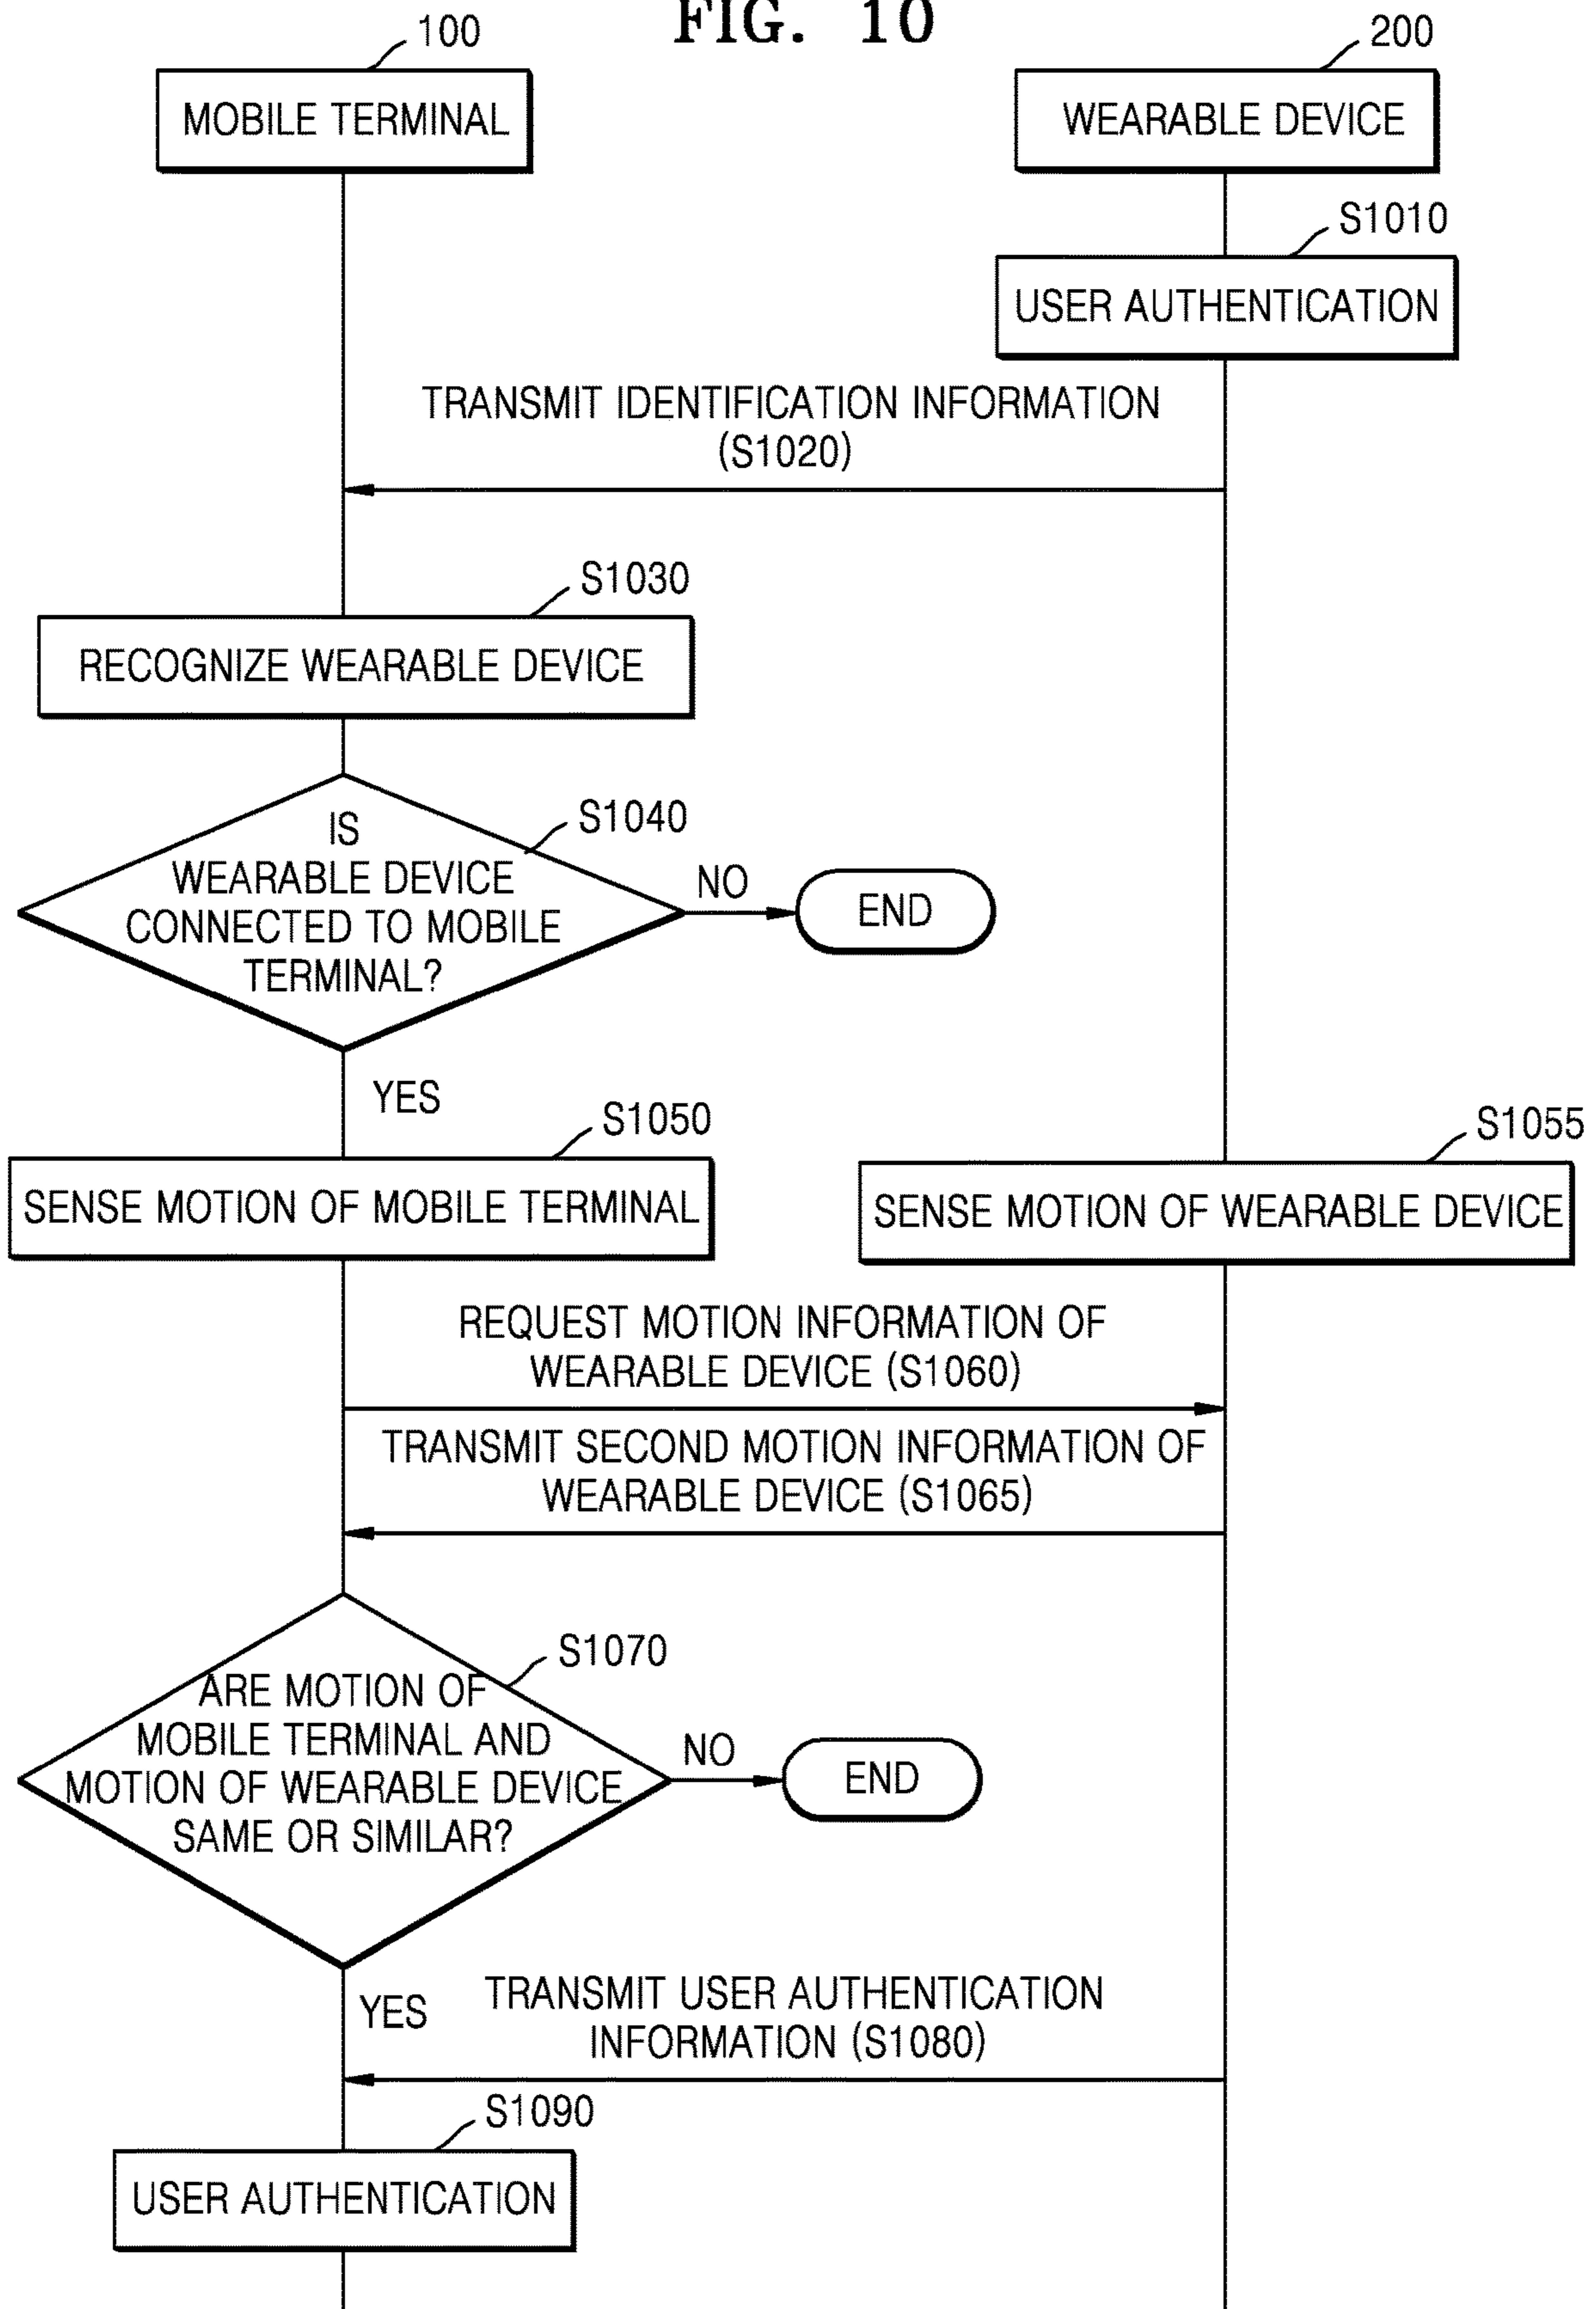 FIG. 10
100
200
MOBILE TERMINAL
WEARABLE DEVICE
S1010
USER AUTHENTICATION
TRANSMIT IDENTIFICATION INFORMATION
(S1020)
S1030
RECOGNIZE WEARABLE DEVICE
S1040
IS
WEARABLE DEVICE
CONNECTED TO MOBILE
TERMINAL?
NO
END
YES
S1050
S1055
SENSE MOTION OF MOBILE TERMINAL
SENSE MOTION OF WEARABLE DEVICE
REQUEST MOTION INFORMATION OF
WEARABLE DEVICE (S1060)
TRANSMIT SECOND MOTION INFORMATION OF
WEARABLE DEVICE (S1065)
S1070
ARE MOTION OF
MOBILE TERMINAL AND
MOTION OF WEARABLE DEVICE
SAME OR SIMILAR?
NO
END
YES
TRANSMIT USER AUTHENTICATION
INFORMATION (S1080)
S1090
USER AUTHENTICATION